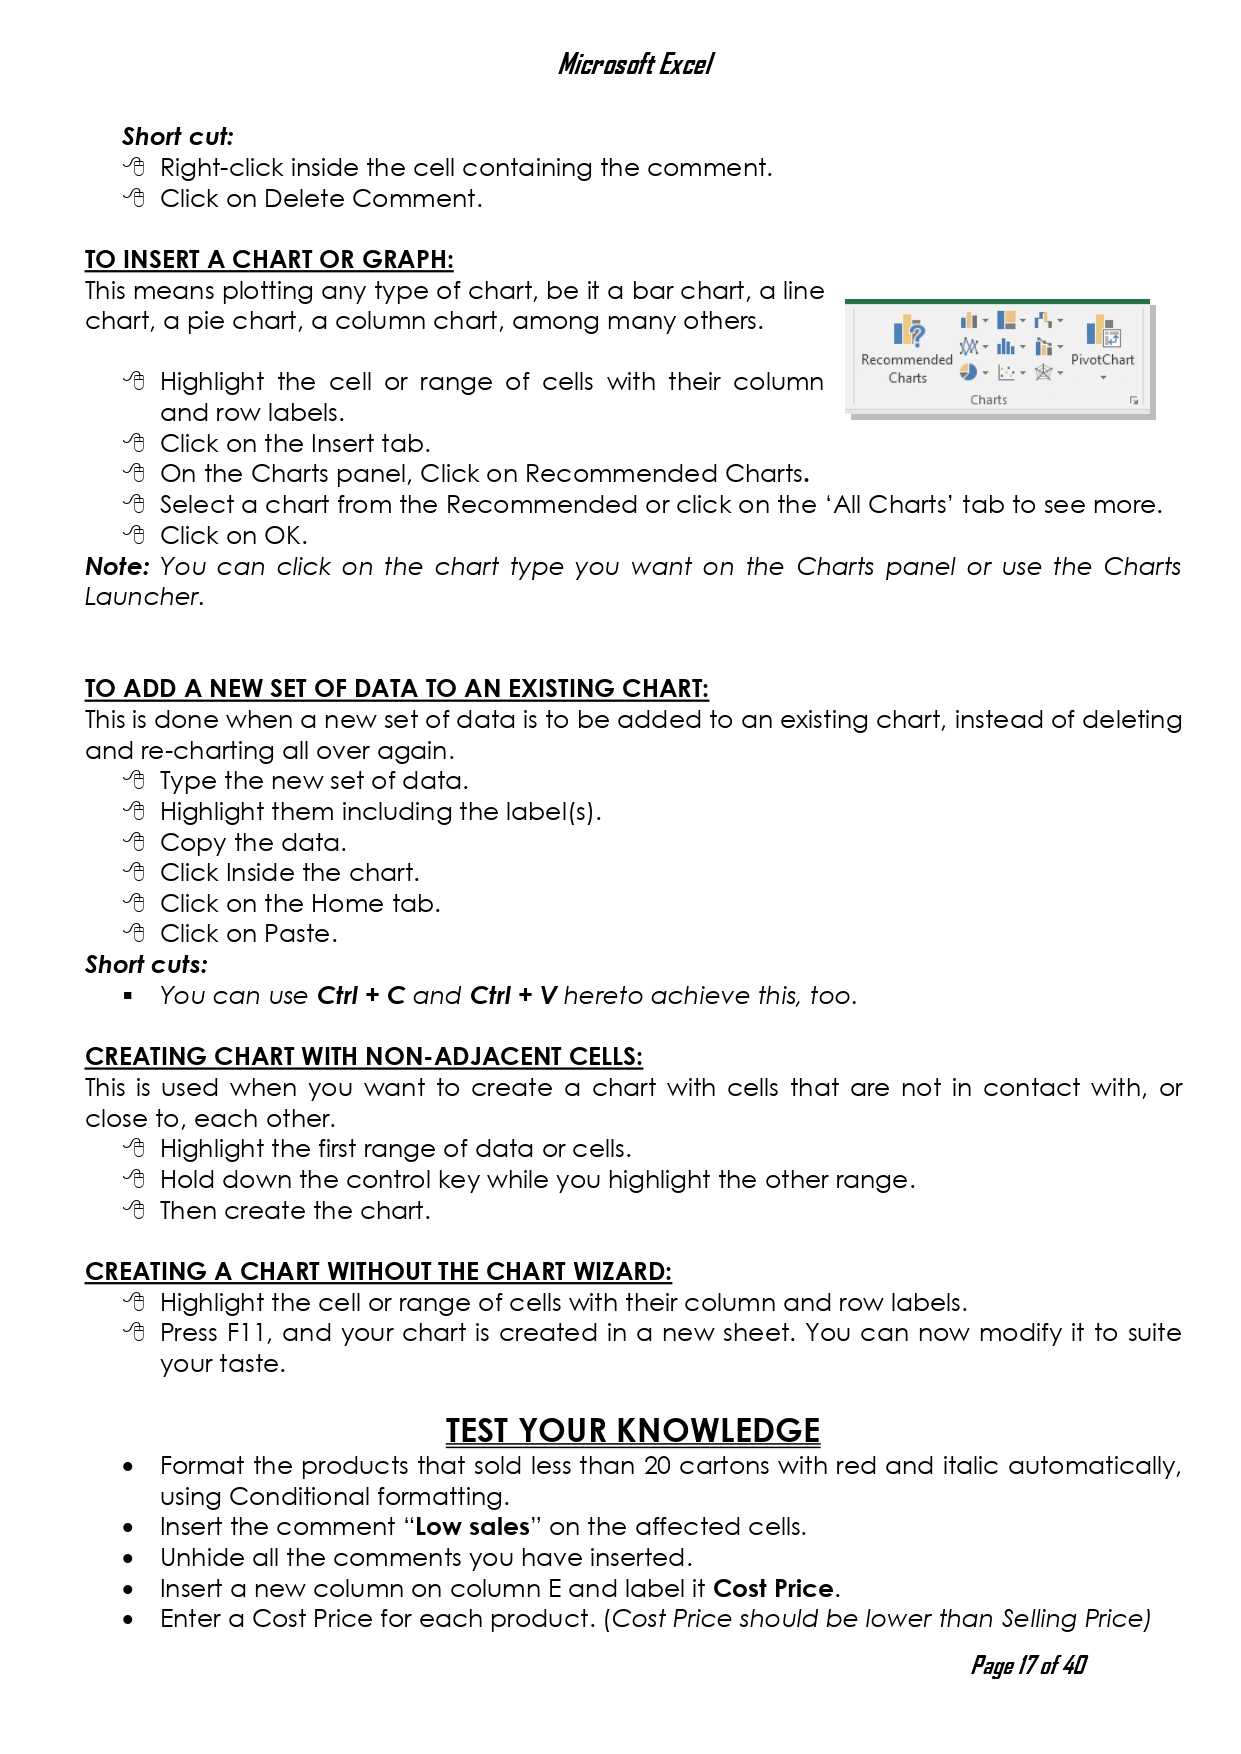 Microsoft Excel
Short cut:
Right-click inside the cell containing the comment.
Click on Delete Comment.
TO INSERT A CHART OR GRAPH:
This means plotting any type of chart, be it a bar chart, a line
chart, a pie chart, a column chart, among many others.
Recommended
Charts
PivotChart
Charts
Highlight the cell or range of cells with their column
and row labels.
Click on the Insert tab.
On the Charts panel, Click on Recommended Charts.
Select a chart from the Recommended or click on the ‘All Charts’ tab to see more.
Click on OK.
Note: You can click on the chart type you want on the Charts panel or use the Charts
Launcher.
TO ADD A NEW SET OF DATA TO AN EXISTING CHART:
This is done when a new set of data is to be added to an existing chart, instead of deleting
and re-charting all over again.
Type the new set of data.
Highlight them including the label(s).
Copy the data.
Click Inside the chart.
Click on the Home tab.
Click on Paste.
Short cuts:
▪ You can use Ctrl + C and Ctrl + V hereto achieve this, too.
CREATING CHART WITH NON-ADJACENT CELLS:
This is used when you want to create a chart with cells that are not in contact with, or
close to, each other.
Highlight the first range of data or cells.
Hold down the control key while you highlight the other range.
Then create the chart.
CREATING A CHART WITHOUT THE CHART WIZARD:
Highlight the cell or range of cells with their column and row labels.
Press F11, and your chart is created in a new sheet. You can now modify it to suite
your taste.
TEST YOUR KNOWLEDGE
• Format the products that sold less than 20 cartons with red and italic automatically,
using Conditional formatting.
• Insert the comment “Low sales” on the affected cells.
• Unhide all the comments you have inserted.
• Insert a new column on column E and label it Cost Price.
• Enter a Cost Price for each product. (Cost Price should be lower than Selling Price)
Page 17 of 40